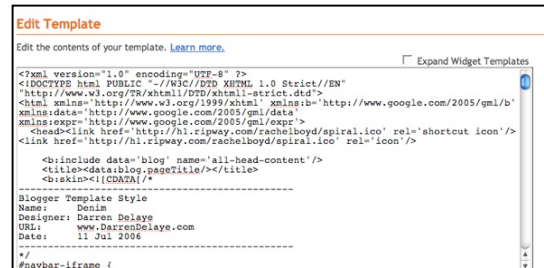 Edit Template
Edit the contents of your template. Learn more.
Expand Widget Templates
<?xml version="1.0" encoding="UTF-8" ?>
<!DOCTYPE html PUBLIC "-//W3C//DTD XHTML 1.0 Strict//EN"
"http://www.w3.org/TR/xhtml1/DTD/xhtml1-strict.dtd">
<html xmlns='http://www.w3.org/1999/xhtml' xmlns:b='http://www.google.com/2005/gml/b'
xmlns:data='http://www.google.com/2005/gml/data'
xmlns:expr='http://www.google.com/2005/gml/expr'>
<head><link href='http://h1.ripway.com/rachelboyd/spiral.ico' rel='shortcut icon'/>
<link href='http://h1.ripway.com/rachelboyd/spiral.ico' rel='icon'/>
<b:include data='blog' name='all-head-content'/>
<title><data:blog.pageTitle/></title>
<b:skin><![CDATA[/*
-----------------------------------------------
Blogger Template Style
Name: Denim
Designer: Darren Delaye
URL: www.DarrenDelaye.com
Date: 11 Jul 2006
-----------------------------------------------
*/
#navbar-iframe {